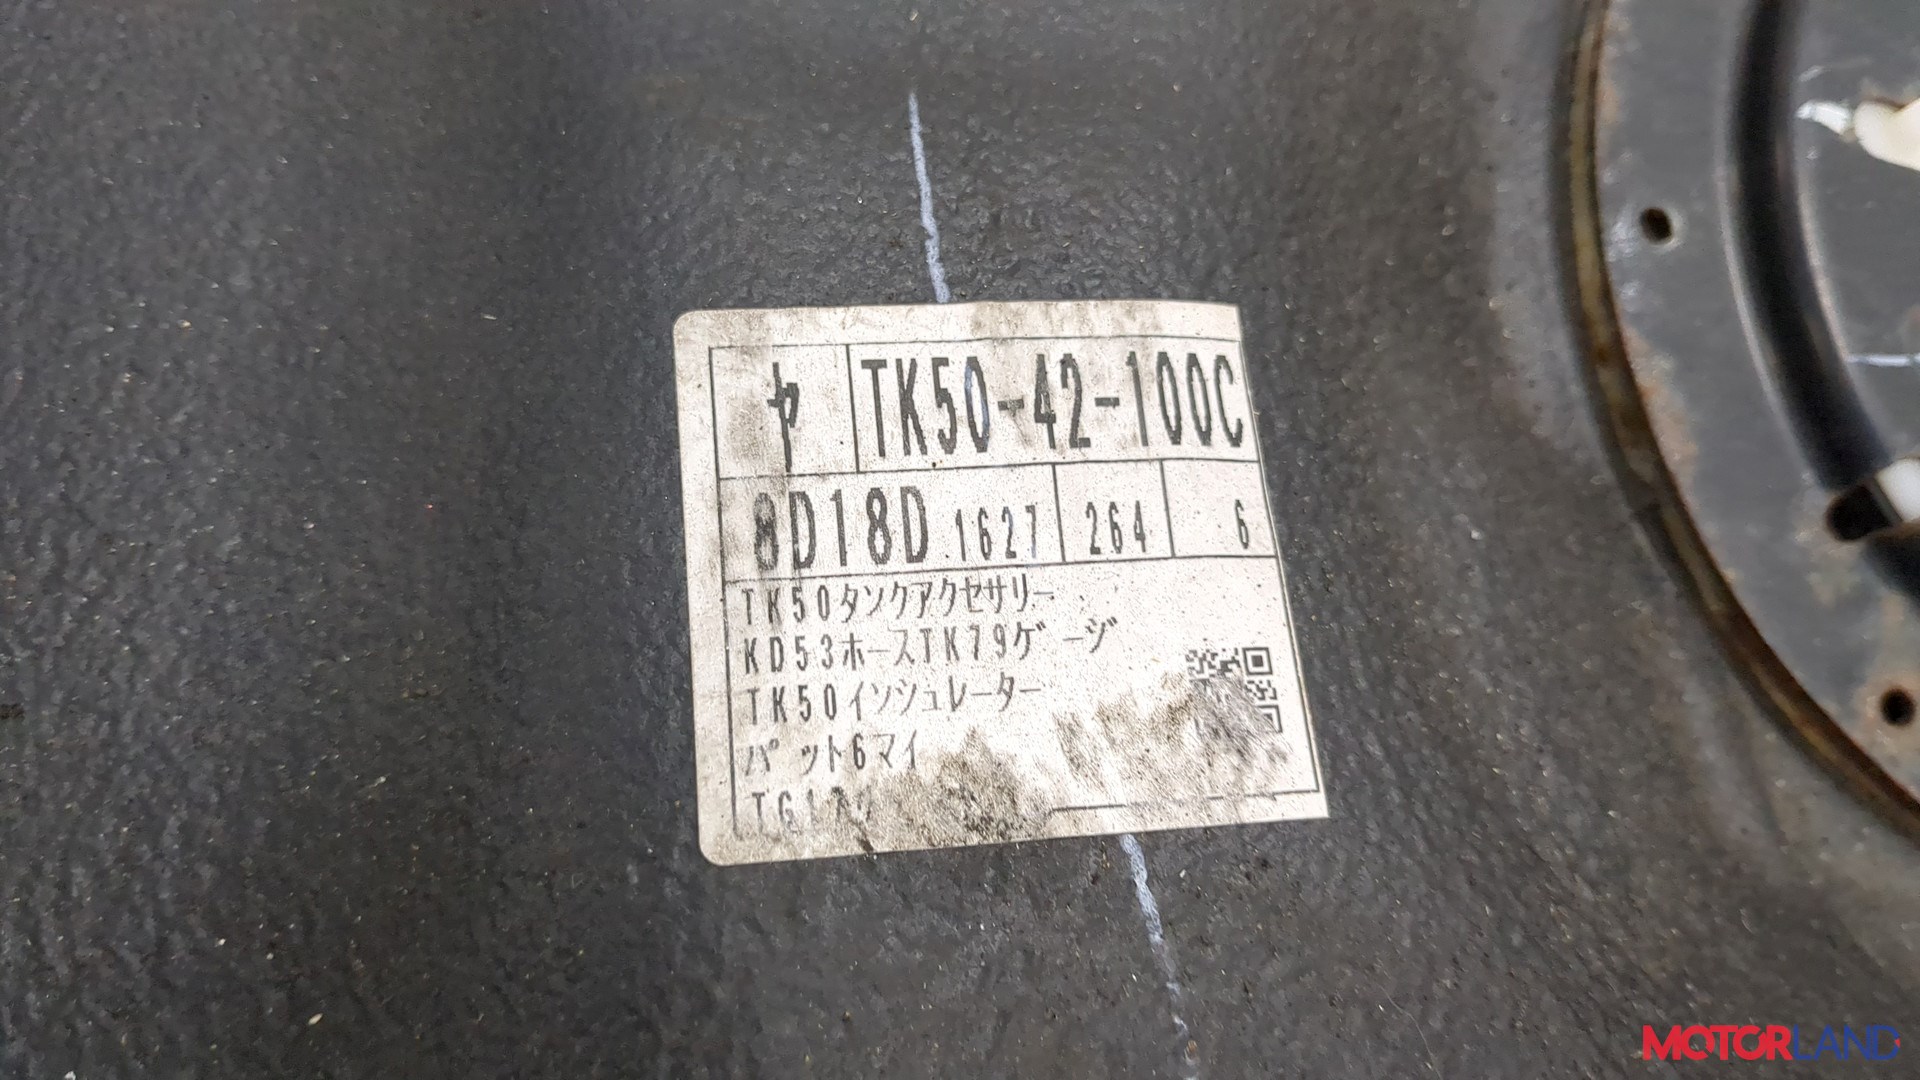 ヤ TK50-42-100C
8D18D 1627 264 6
TK50タンクアクセサリー
KD53ホースTK79ゲージ
TK50インシュレーター
パット6マイ
MOTORLAND